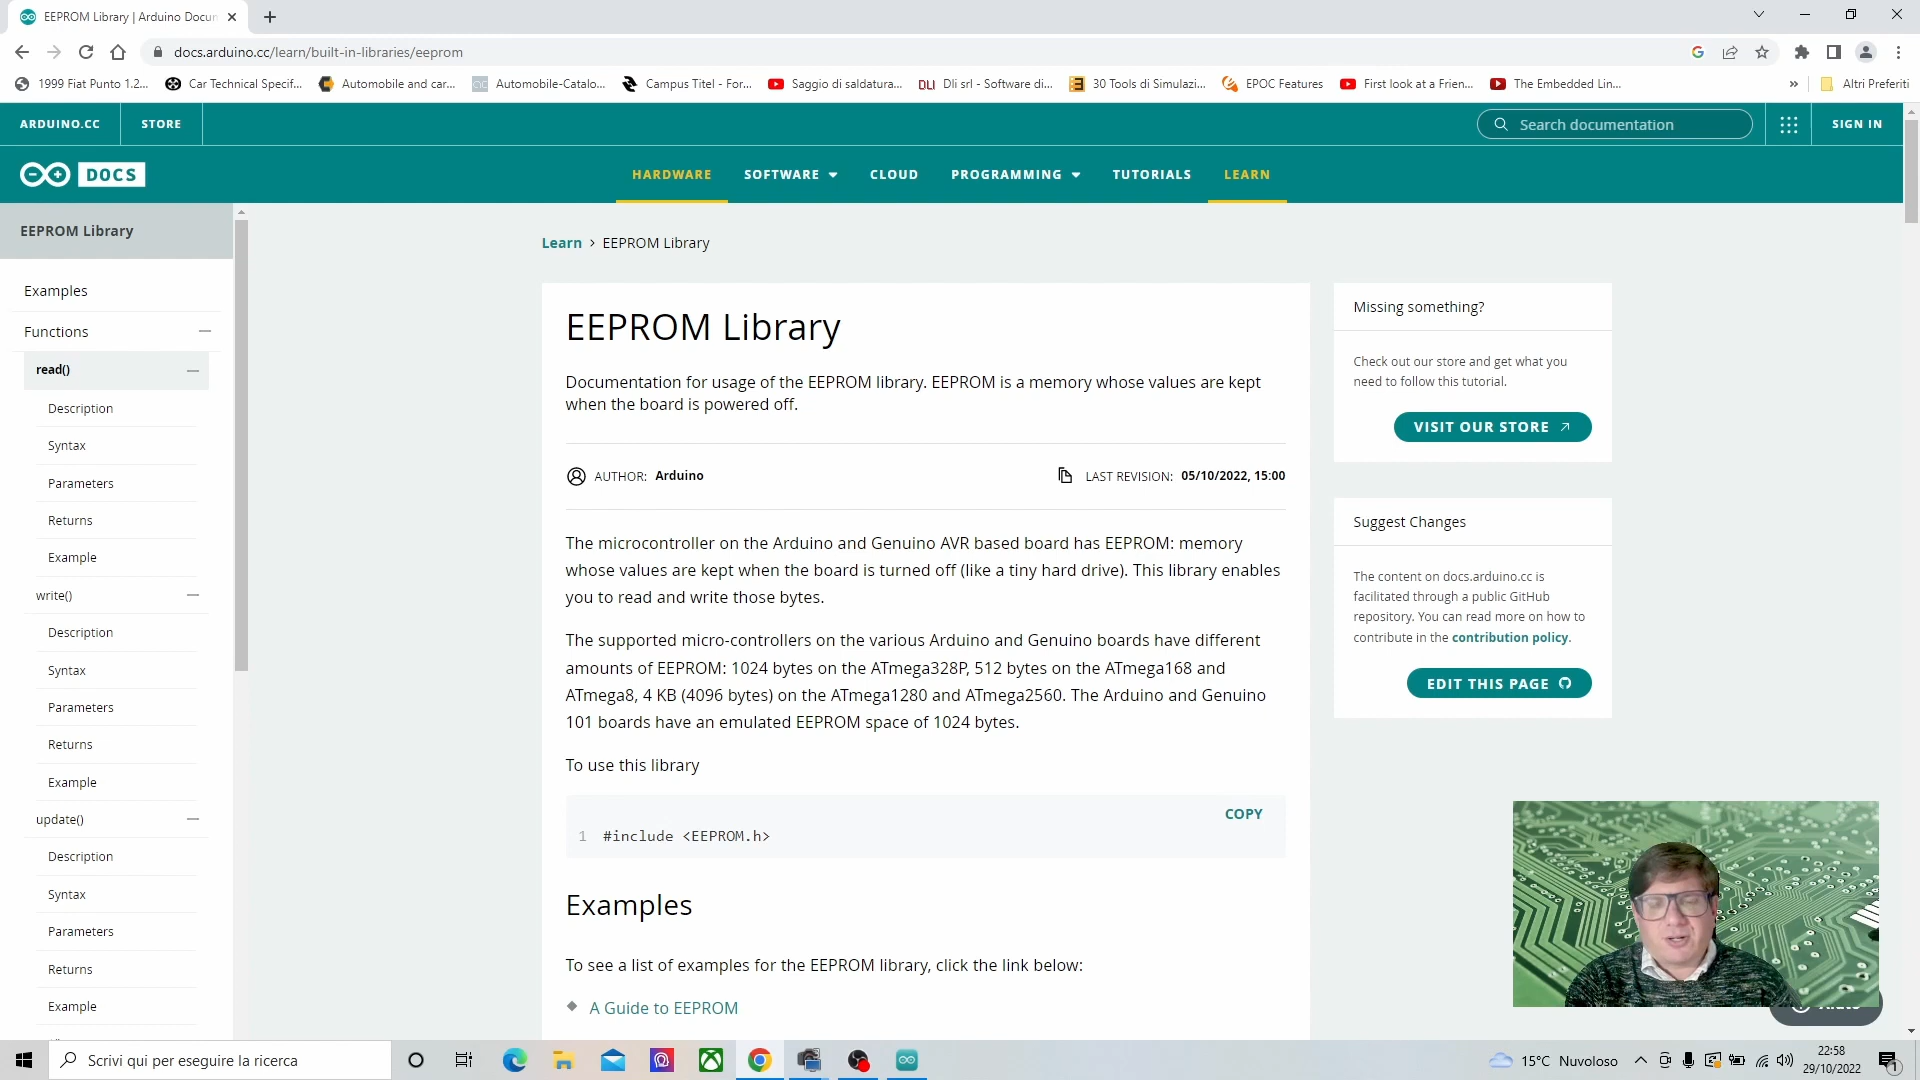 EEPROM Library | Arduino Docun
docs.arduino.cc/learn/built-in-libraries/eeprom
1999 Fiat Punto 1.2... Car Technical Specif... Automobile and car... Automobile-Catalo... Campus Titel - For... Saggio di saldatura... DLI Dli srl - Software di... 30 Tools di Simulazi... EPOC Features First look at a Frien... The Embedded Lin... » Altri Preferiti
ARDUINO.CC STORE Search documentation SIGN IN
DOCS HARDWARE SOFTWARE CLOUD PROGRAMMING TUTORIALS LEARN
EEPROM Library
Examples
Functions
read()
Description
Syntax
Parameters
Returns
Example
write()
Description
Syntax
Parameters
Returns
Example
update()
Description
Syntax
Parameters
Returns
Example
Learn > EEPROM Library
EEPROM Library
Documentation for usage of the EEPROM library. EEPROM is a memory whose values are kept
when the board is powered off.
AUTHOR: Arduino LAST REVISION: 05/10/2022, 15:00
The microcontroller on the Arduino and Genuino AVR based board has EEPROM: memory
whose values are kept when the board is turned off (like a tiny hard drive). This library enables
you to read and write those bytes.
The supported micro-controllers on the various Arduino and Genuino boards have different
amounts of EEPROM: 1024 bytes on the ATmega328P, 512 bytes on the ATmega168 and
ATmega8, 4 KB (4096 bytes) on the ATmega1280 and ATmega2560. The Arduino and Genuino
101 boards have an emulated EEPROM space of 1024 bytes.
To use this library
COPY
1 #include <EEPROM.h>
Examples
To see a list of examples for the EEPROM library, click the link below:
A Guide to EEPROM
Missing something?
Check out our store and get what you
need to follow this tutorial.
VISIT OUR STORE
Suggest Changes
The content on docs.arduino.cc is
facilitated through a public GitHub
repository. You can read more on how to
contribute in the contribution policy.
EDIT THIS PAGE
Scrivi qui per eseguire la ricerca
15°C Nuvoloso
22:58
29/10/2022
1